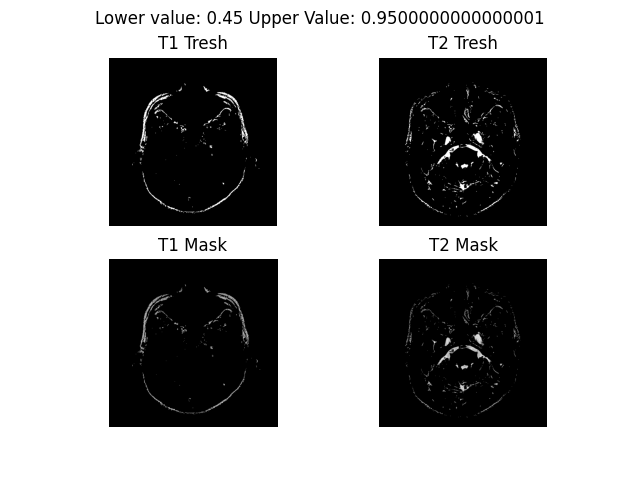 Lower value: 0.45 Upper Value: 0.9500000000000001
T1 Tresh
T2 Tresh
T1 Mask
T2 Mask